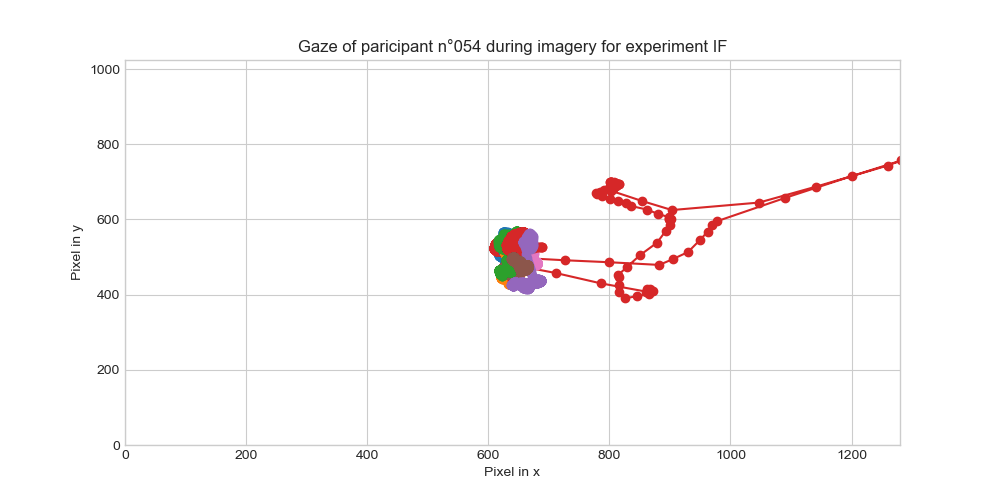 Gaze of paricipant n°054 during imagery for experiment IF
1000
800
600
400
200
0
Pixel in y
0 200 400 600 800 1000 1200
Pixel in x